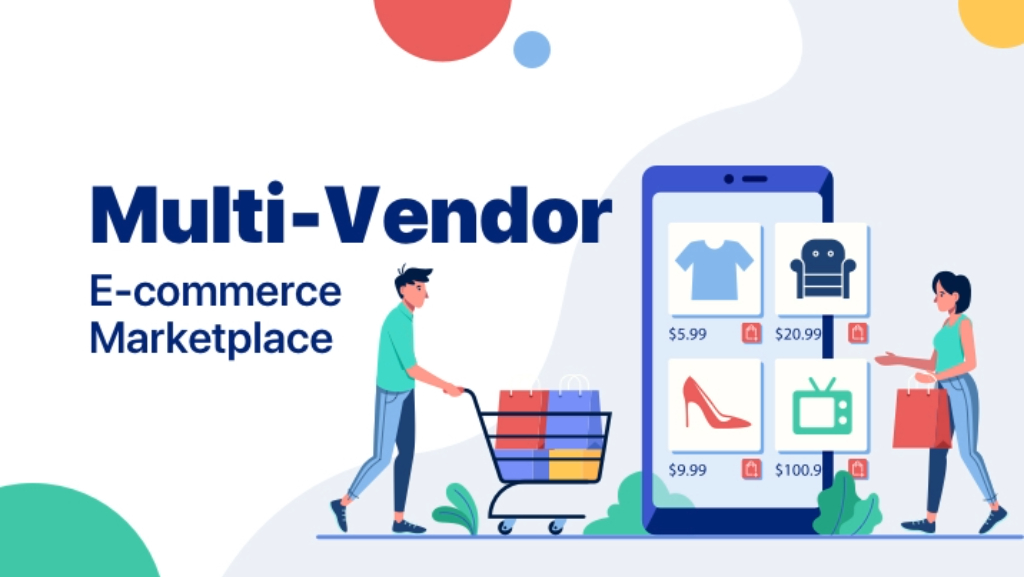 Multi-Vendor
E-commerce
Marketplace
$5.99
$20.99
$9.99
$100.9